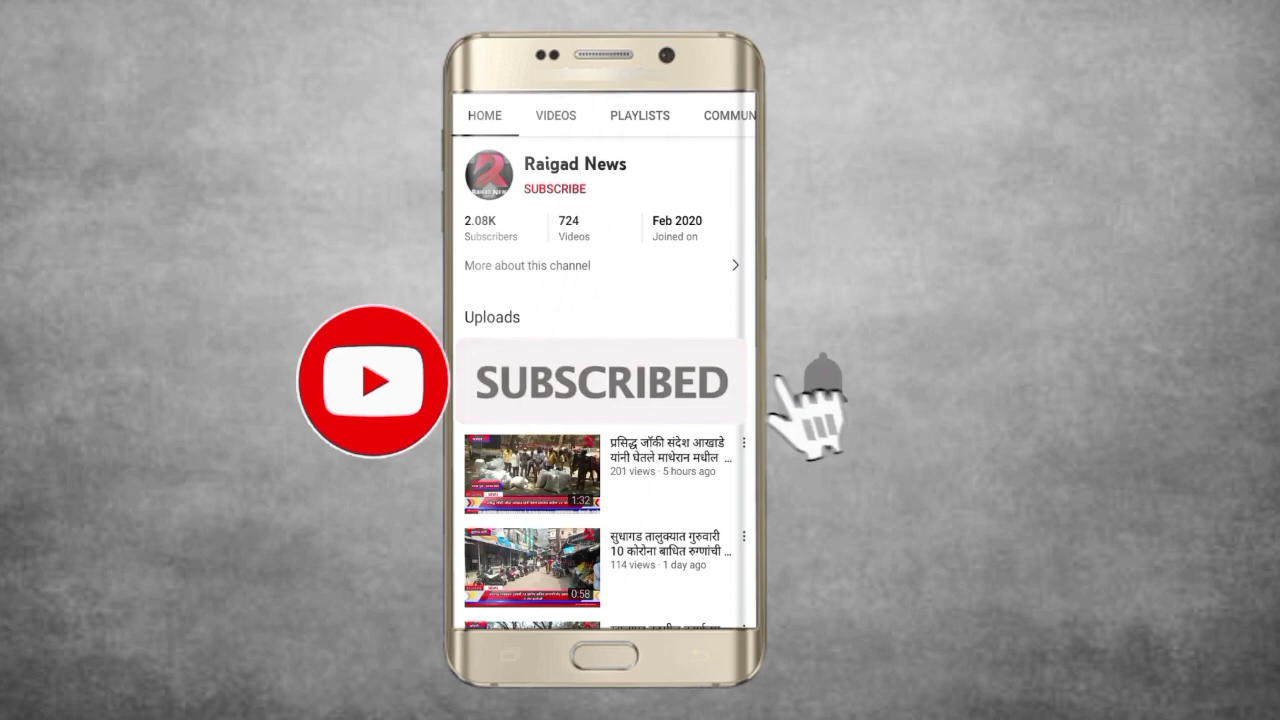 HOME VIDEOS PLAYLISTS COMMUN
Raigad News
SUBSCRIBE
2.08K 724 Feb 2020
Subscribers Videos Joined on
More about this channel
Uploads
SUBSCRIBED
प्रसिद्ध जॉकी संदेश आखाडे
यांनी घेतले माथेरान मधील ...
201 views · 5 hours ago
1:32
सुधागड तालुक्यात गुरुवारी
10 कोरोना बाधित रुग्णांची ...
114 views · 1 day ago
0:58